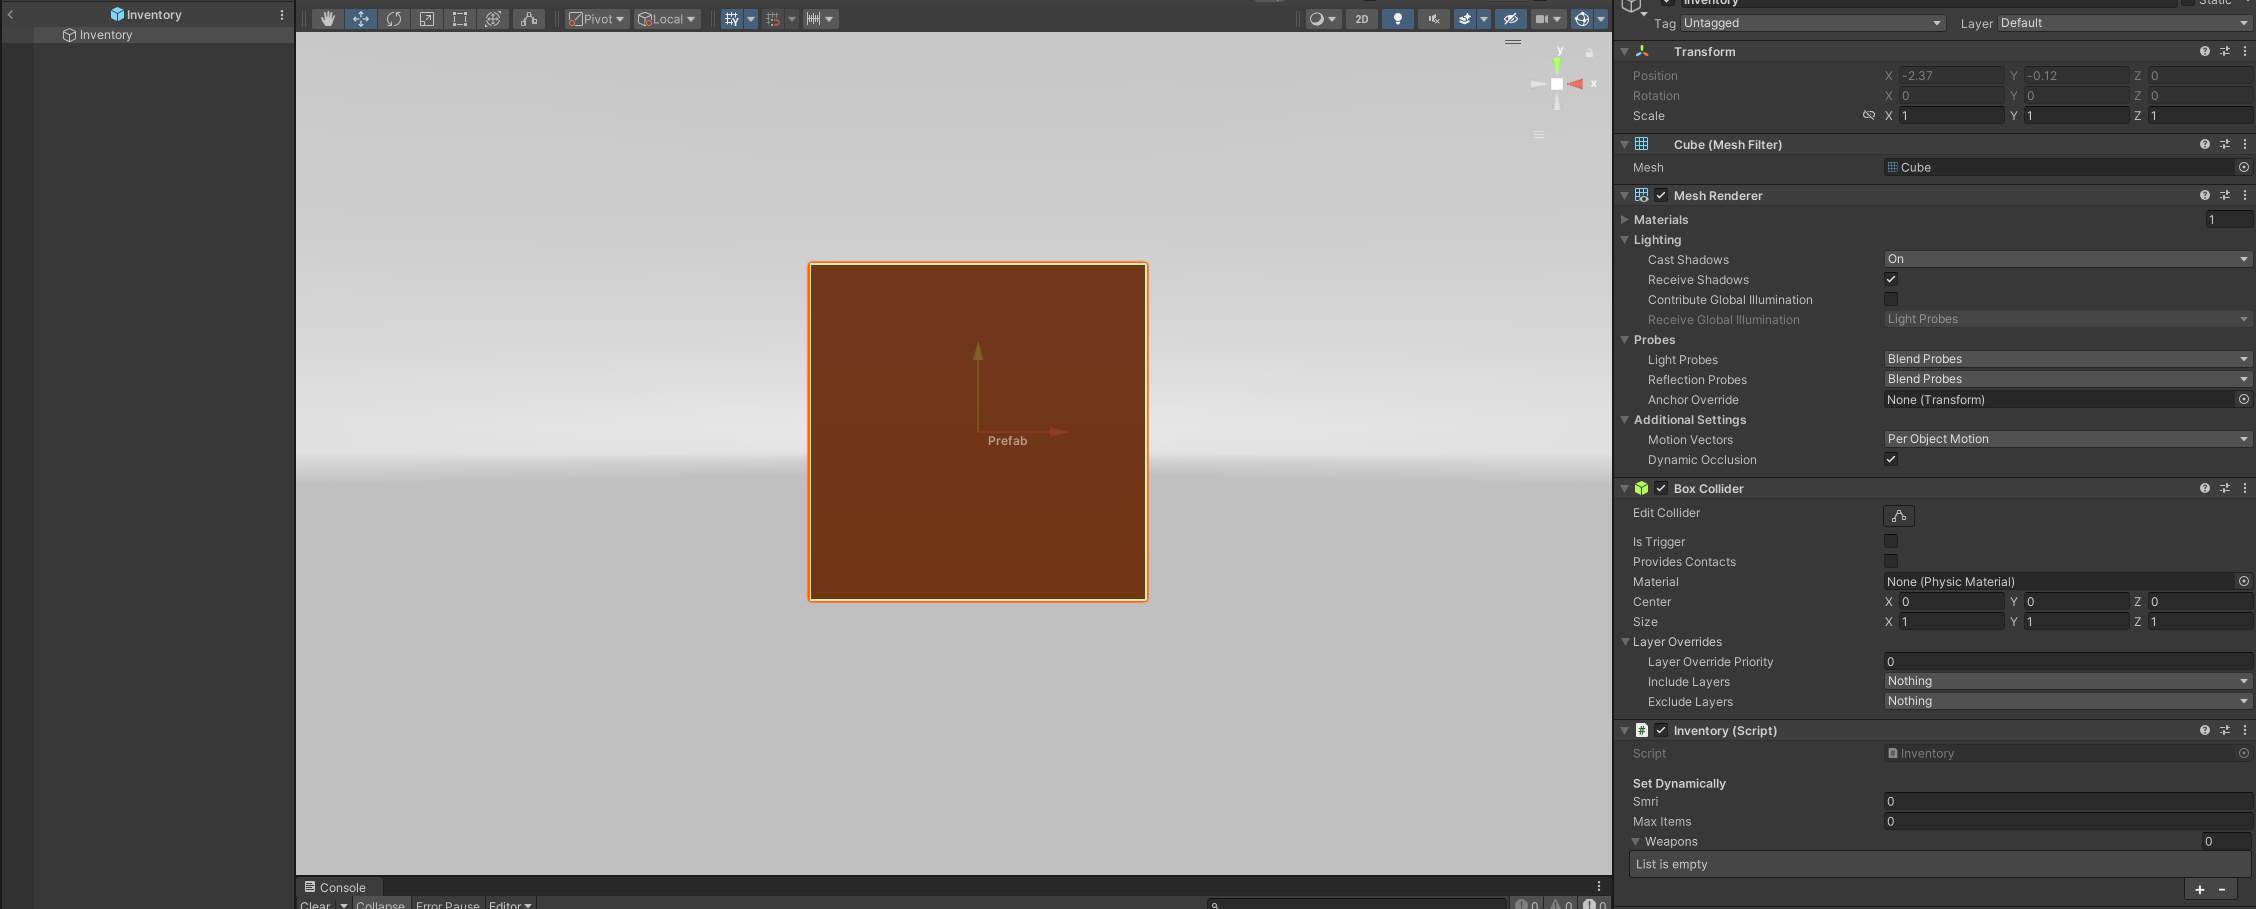 Inventory
Inventory
Pivot
Local
2D
y
x
Prefab
Console
Clear
Collapse
Error Pause
Editor
0
0
0
Inventory
Static
Tag Untagged
Layer Default
Transform
Position X -2.37 Y -0.12 Z 0
Rotation X 0 Y 0 Z 0
Scale X 1 Y 1 Z 1
Cube (Mesh Filter)
Mesh Cube
Mesh Renderer
Materials 1
Lighting
Cast Shadows On
Receive Shadows
Contribute Global Illumination
Receive Global Illumination Light Probes
Probes
Light Probes Blend Probes
Reflection Probes Blend Probes
Anchor Override None (Transform)
Additional Settings
Motion Vectors Per Object Motion
Dynamic Occlusion
Box Collider
Edit Collider
Is Trigger
Provides Contacts
Material None (Physic Material)
Center X 0 Y 0 Z 0
Size X 1 Y 1 Z 1
Layer Overrides
Layer Override Priority 0
Include Layers Nothing
Exclude Layers Nothing
# Inventory (Script)
Script Inventory
Set Dynamically
Smri 0
Max Items 0
Weapons 0
List is empty
+ -